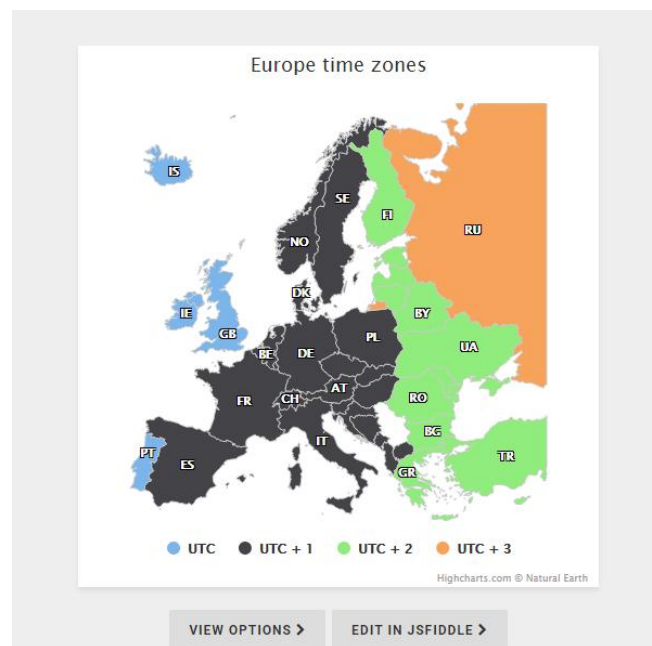 Europe time zones
IS
SE
FI
NO
RU
DK
IE
BY
GB
PL
UA
BE
DE
AT
FR
CH
RO
IT
BG
PT
ES
TR
GR
UTC UTC + 1 UTC + 2 UTC + 3
Highcharts.com © Natural Earth
VIEW OPTIONS EDIT IN JSFIDDLE